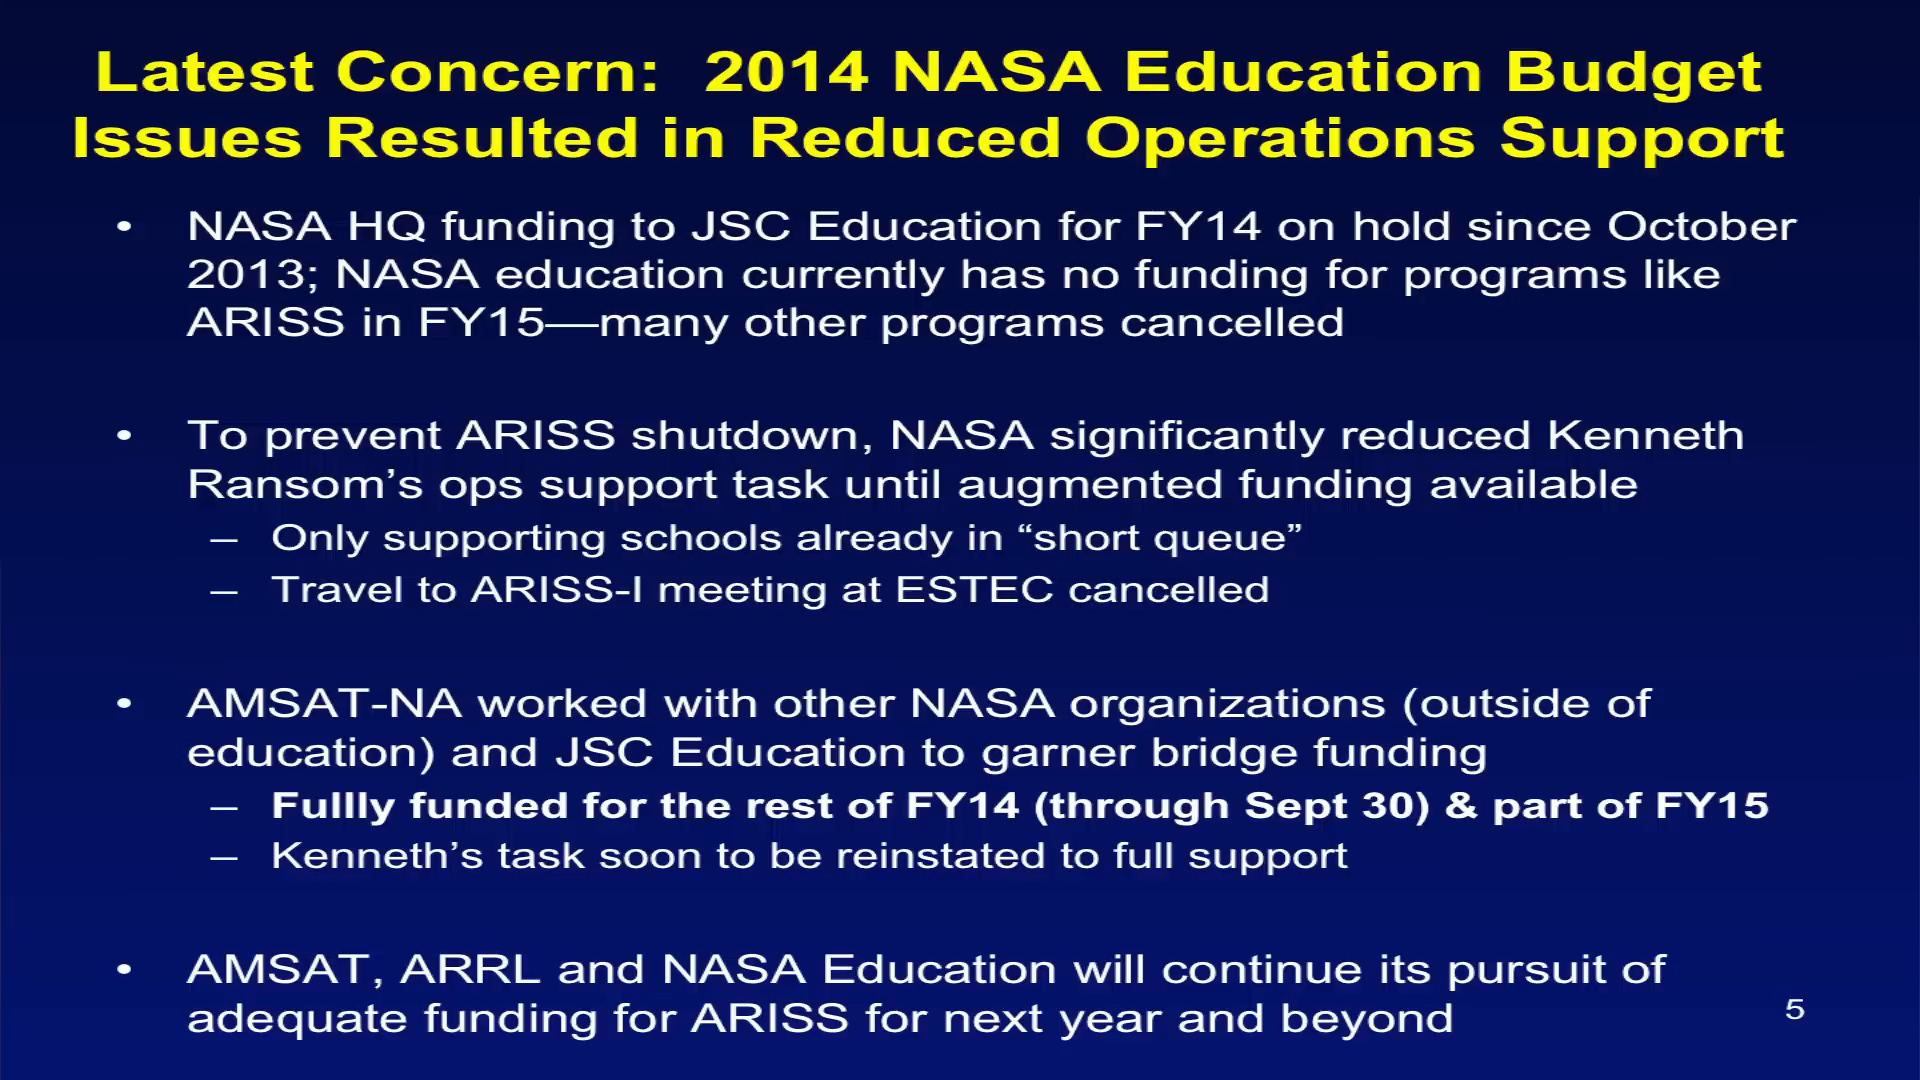 Latest Concern: 2014 NASA Education Budget
Issues Resulted in Reduced Operations Support
• NASA HQ funding to JSC Education for FY14 on hold since October
2013; NASA education currently has no funding for programs like
ARISS in FY15—many other programs cancelled
• To prevent ARISS shutdown, NASA significantly reduced Kenneth
Ransom’s ops support task until augmented funding available
– Only supporting schools already in “short queue”
– Travel to ARISS-I meeting at ESTEC cancelled
• AMSAT-NA worked with other NASA organizations (outside of
education) and JSC Education to garner bridge funding
– Fullly funded for the rest of FY14 (through Sept 30) & part of FY15
– Kenneth’s task soon to be reinstated to full support
• AMSAT, ARRL and NASA Education will continue its pursuit of
adequate funding for ARISS for next year and beyond
5